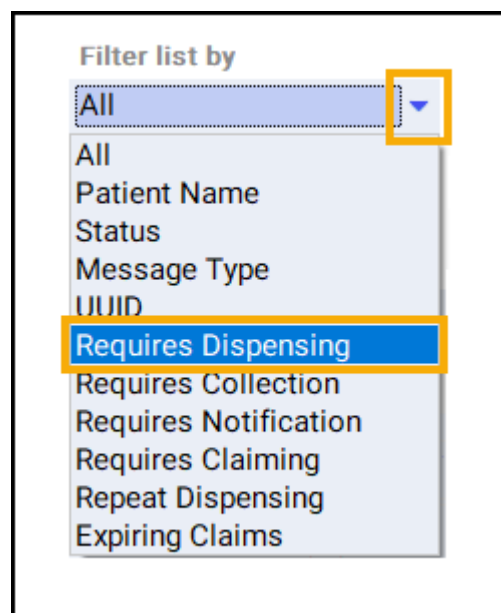 Filter list by
All
All
Patient Name
Status
Message Type
UUID
Requires Dispensing
Requires Collection
Requires Notification
Requires Claiming
Repeat Dispensing
Expiring Claims